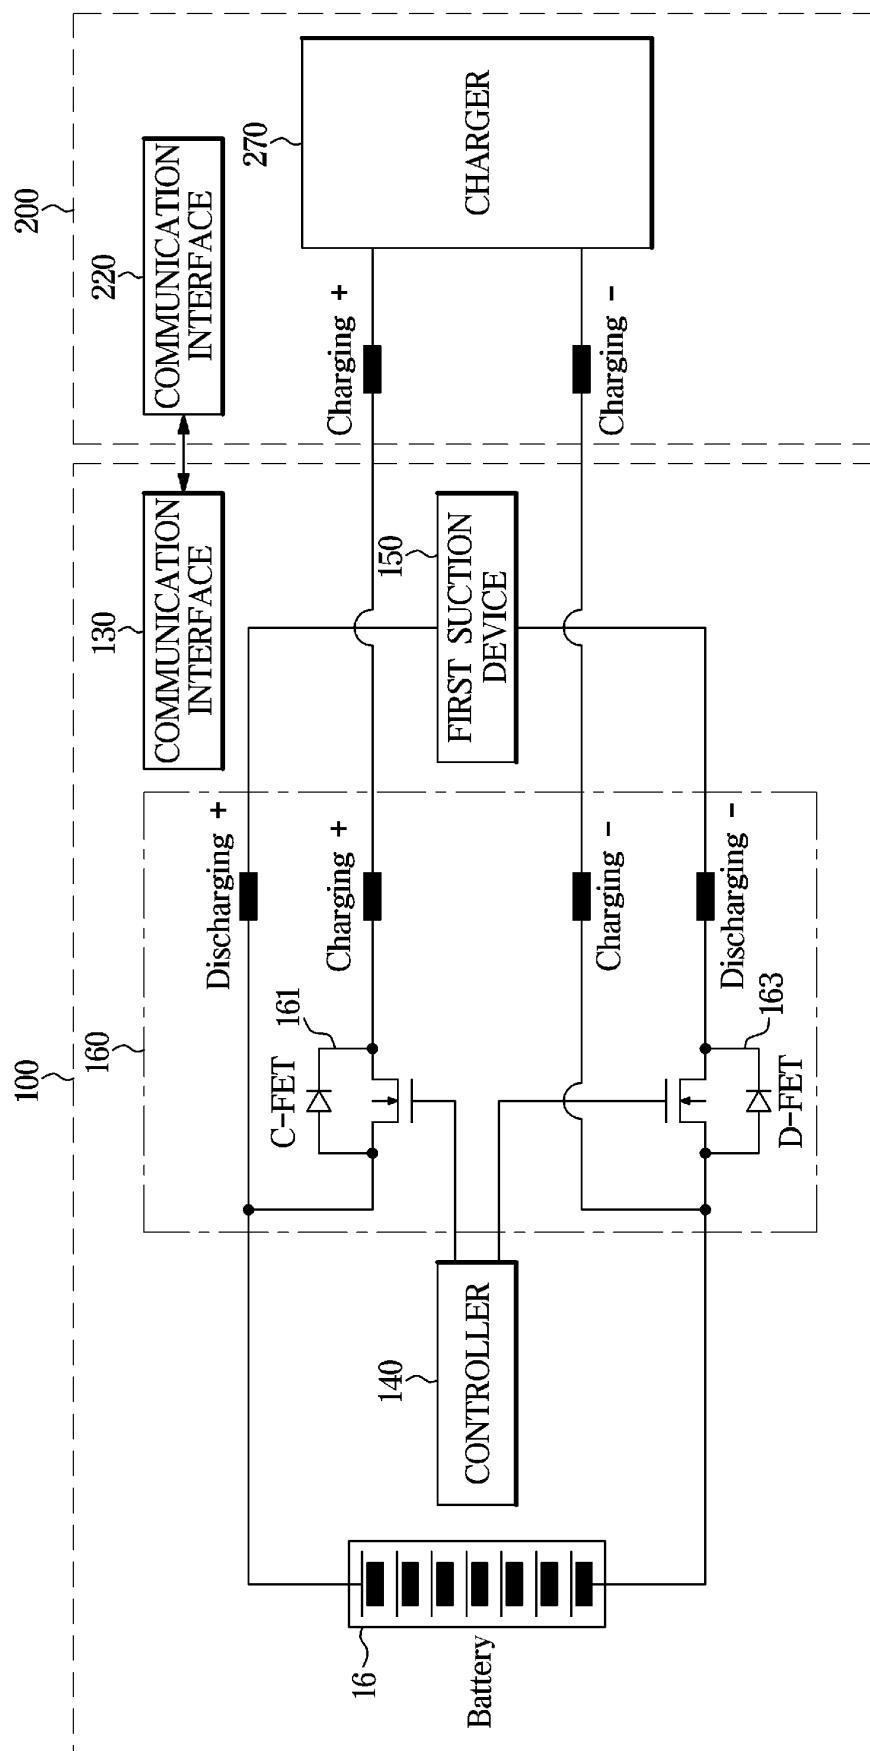 100
200
160
130
COMMUNICATION
INTERFACE
220
COMMUNICATION
INTERFACE
Discharging +
C-FET
161
Charging +
Charging +
270
CHARGER
16
Battery
140
CONTROLLER
150
FIRST SUCTION
DEVICE
Charging -
Charging -
D-FET
163
Discharging -